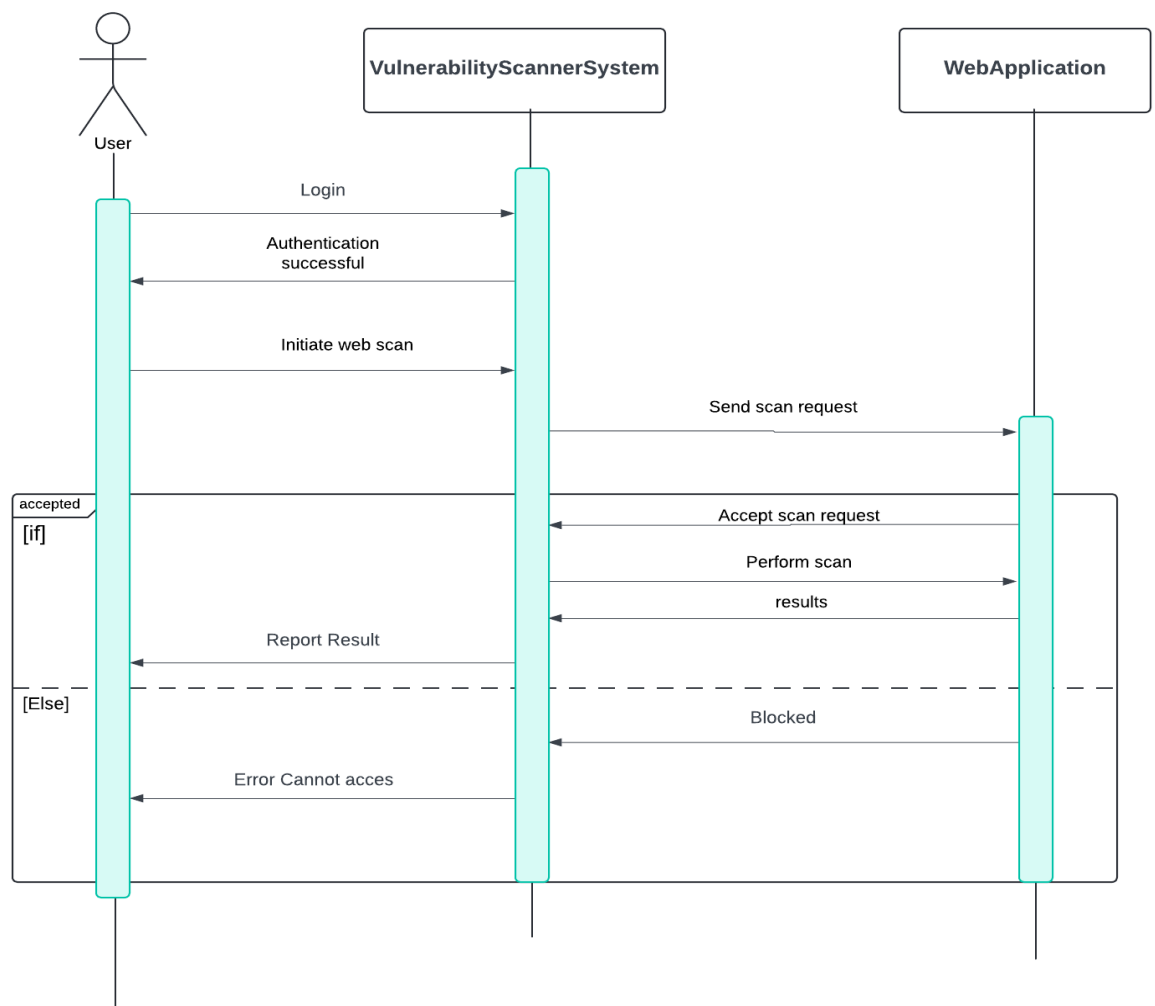 VulnerabilityScannerSystem
WebApplication
User
Login
Authentication
successful
Initiate web scan
Send scan request
accepted
[if]
Accept scan request
Perform scan
results
Report Result
[Else]
Blocked
Error Cannot acces